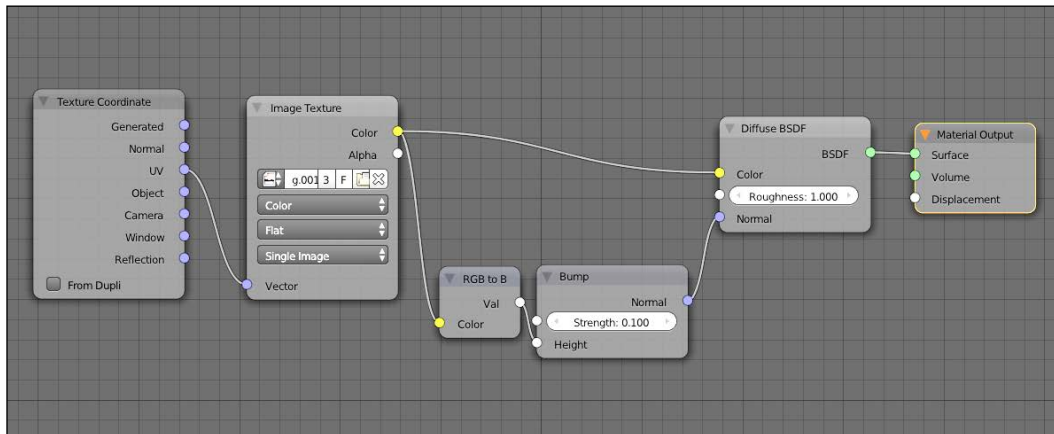 Texture Coordinate
Generated
Normal
UV
Object
Camera
Window
Reflection
From Dupli
Image Texture
Color
Alpha
g.001 3 F
Color
Flat
Single Image
Vector
RGB to B
Val
Color
Bump
Normal
Strength: 0.100
Height
Diffuse BSDF
BSDF
Color
Roughness: 1.000
Normal
Material Output
Surface
Volume
Displacement